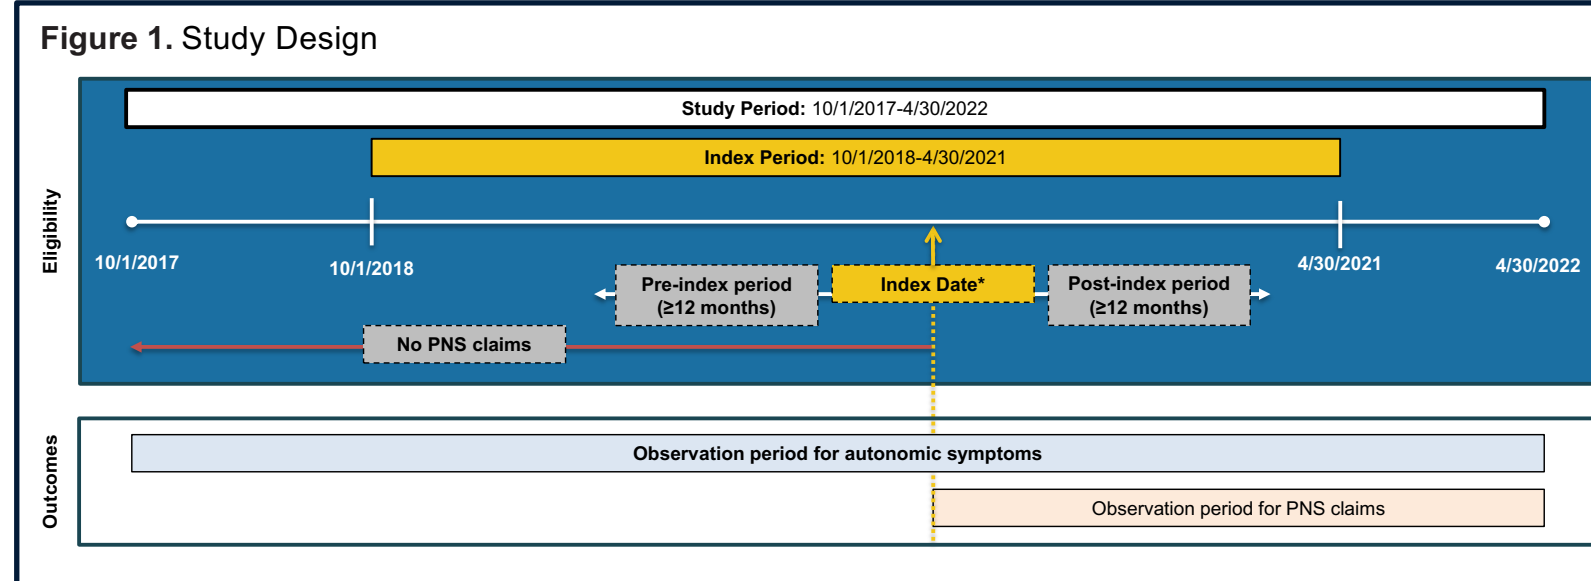 Figure 1. Study Design
Study Period: 10/1/2017-4/30/2022
Index Period: 10/1/2018-4/30/2021
Eligibility
10/1/2017
10/1/2018
4/30/2021
4/30/2022
Pre-index period
(≥12 months)
Index Date*
Post-index period
(≥12 months)
No PNS claims
Outcomes
Observation period for autonomic symptoms
Observation period for PNS claims